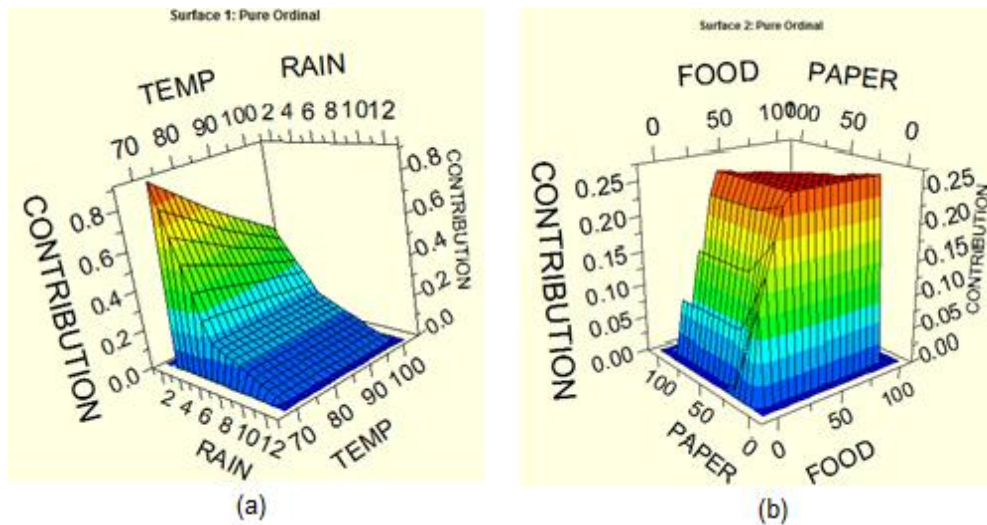 Surface 1: Pure Ordinal
TEMP RAIN
70 80 90 100 2 4 6 8 10 12
CONTRIBUTION
0.8
0.6
0.4
0.2
0.0
0.8
0.6
0.4
0.2
0.0
CONTRIBUTION
2 4 6 8 10 12
RAIN
70 80 90 100
TEMP
(a)
Surface 2: Pure Ordinal
FOOD PAPER
0 50 100 100 50 0
CONTRIBUTION
0.25
0.20
0.15
0.10
0.05
0.00
0.25
0.20
0.15
0.10
0.05
0.00
CONTRIBUTION
100 50 0
PAPER
0 50 100
FOOD
(b)